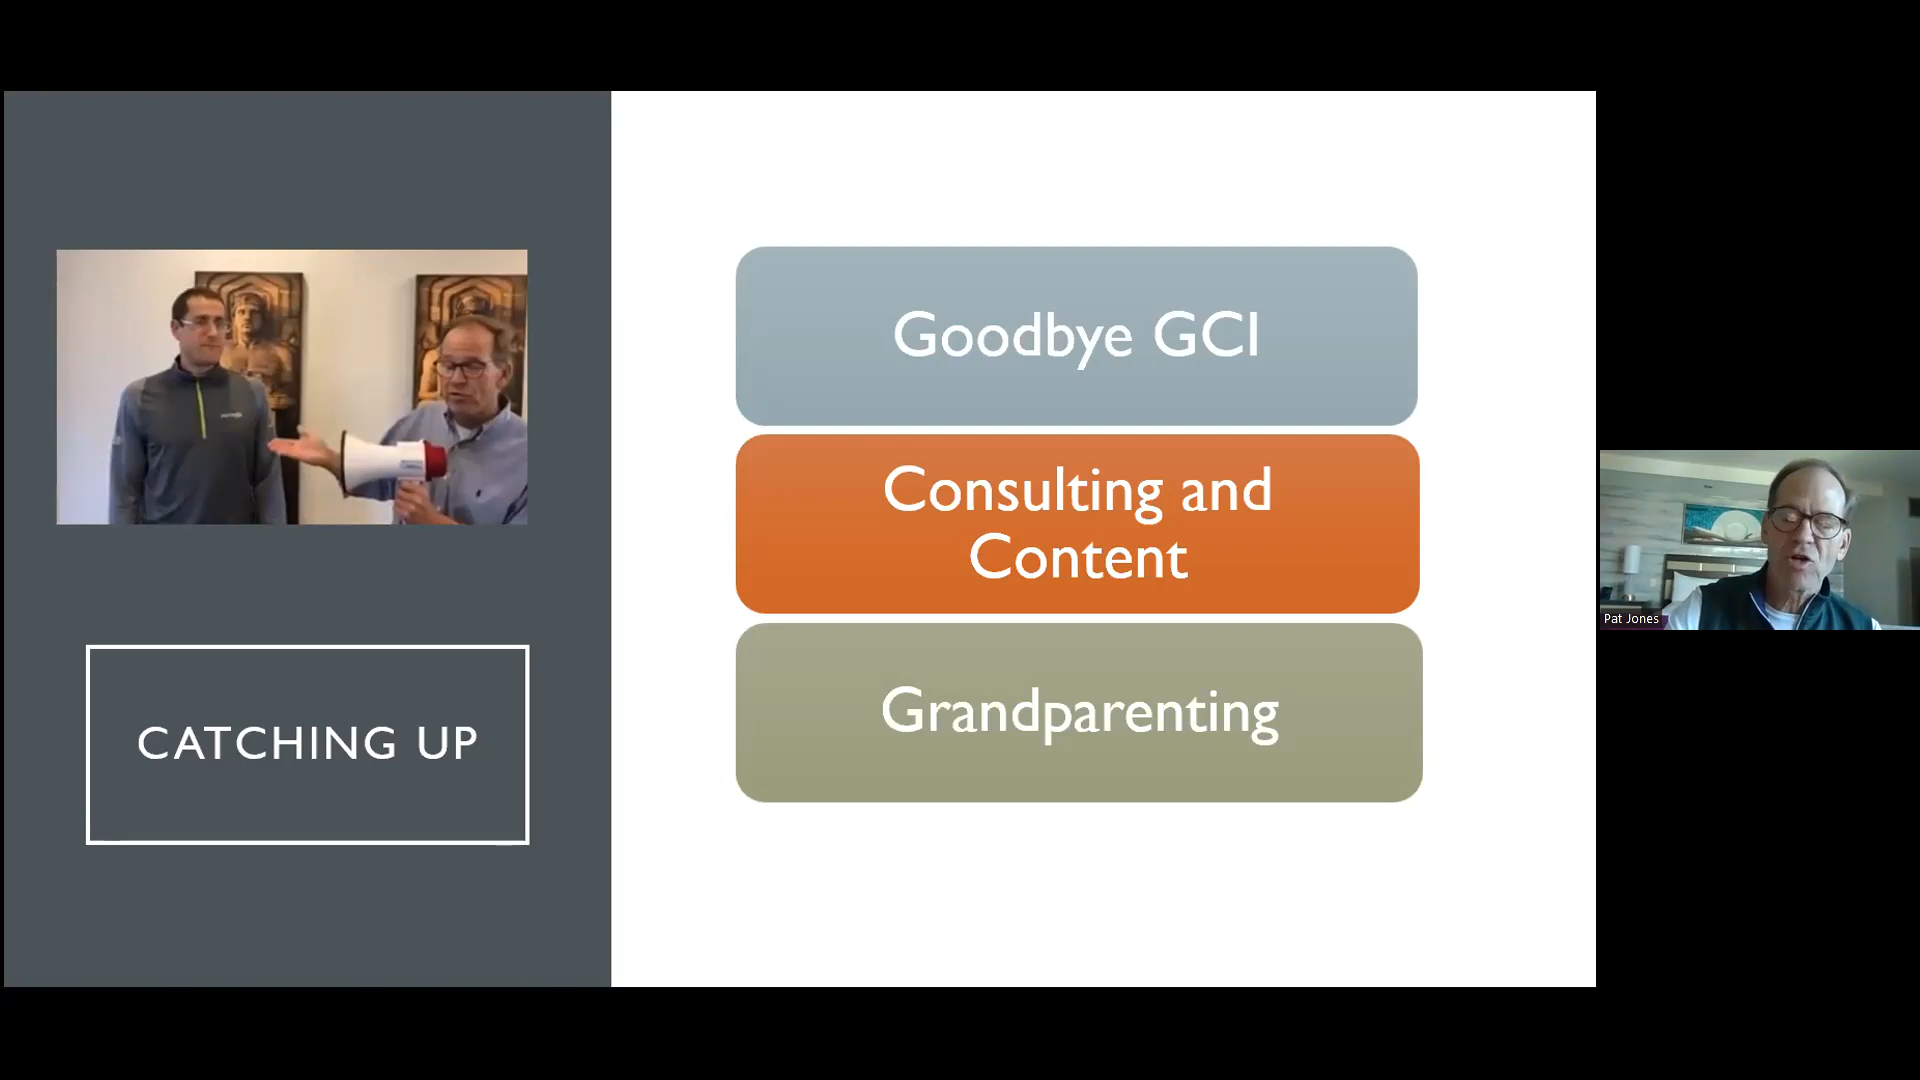 CATCHING UP
Goodbye GCI
Consulting and
Content
Grandparenting
Pat Jones